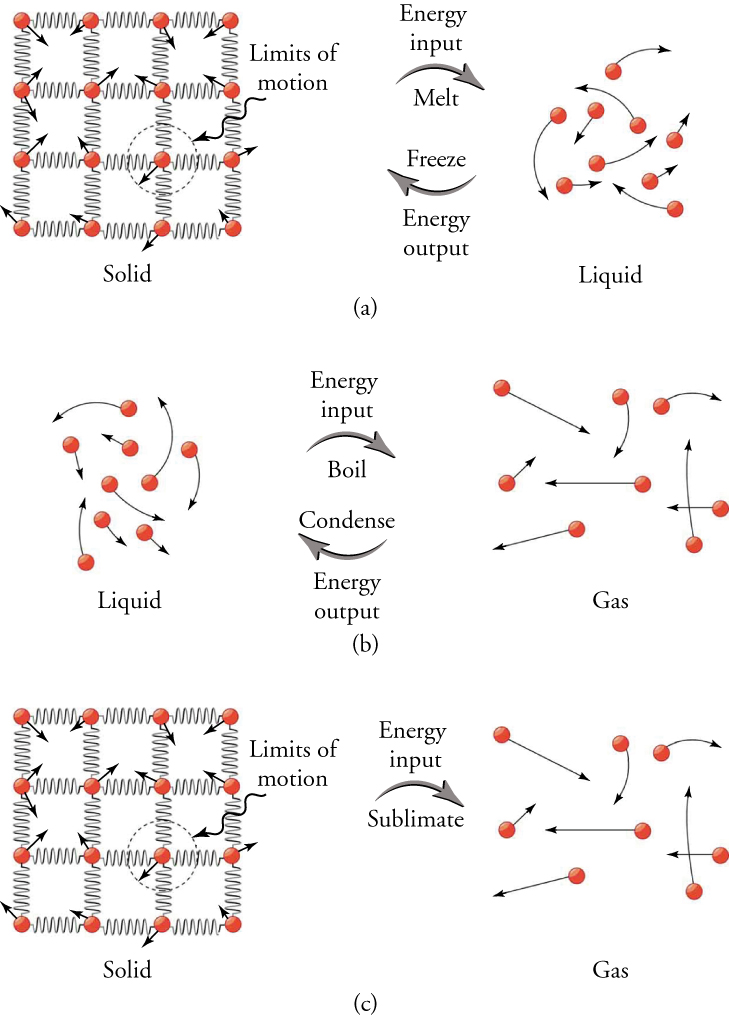 Limits of
motion
Energy
input
Melt
Freeze
Energy
output
Solid
Liquid
(a)
Energy
input
Boil
Condense
Energy
output
Liquid
Gas
(b)
Limits of
motion
Energy
input
Sublimate
Solid
Gas
(c)